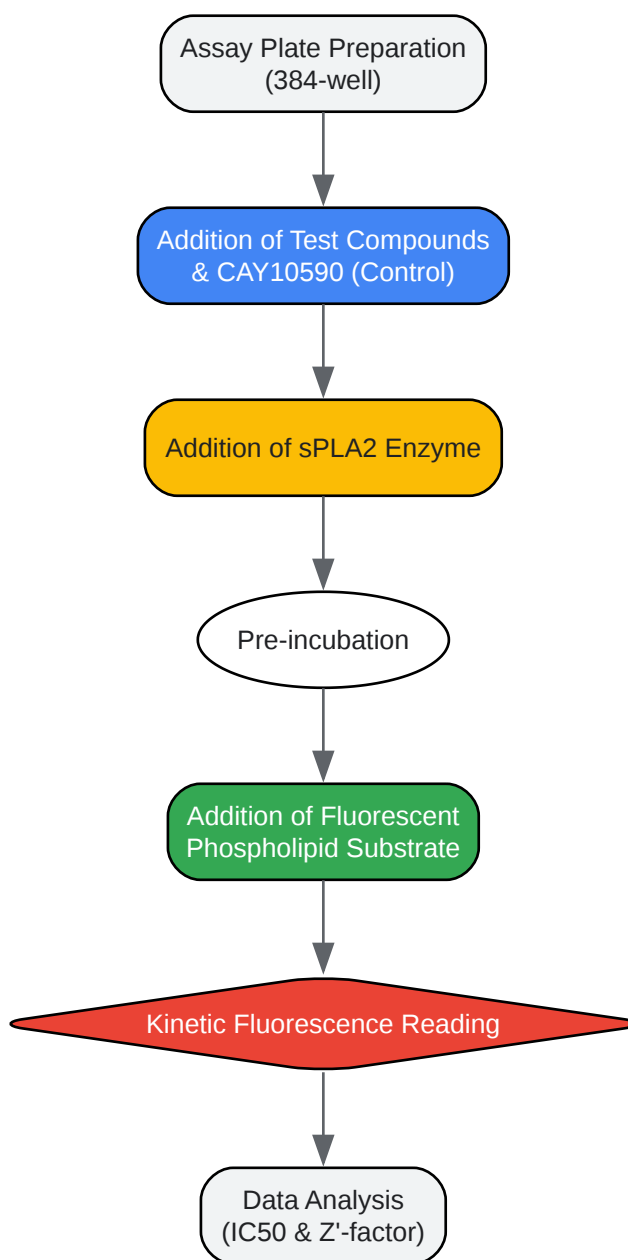 Assay Plate Preparation
(384-well)
Addition of Test Compounds
& CAY10590 (Control)
Addition of sPLA2 Enzyme
Pre-incubation
Addition of Fluorescent
Phospholipid Substrate
Kinetic Fluorescence Reading
Data Analysis
(IC50 & Z'-factor)